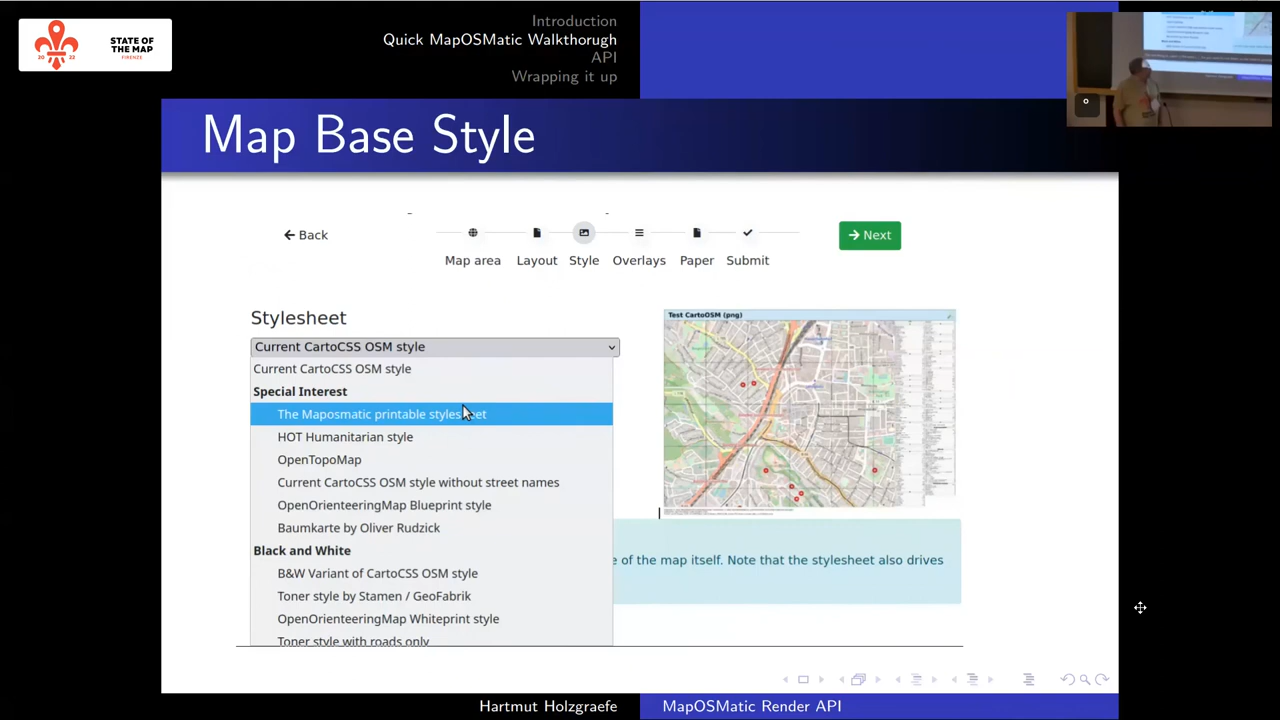 2022
STATE OF
THE MAP
FIRENZE
Introduction
Quick MapOSMatic Walkthorugh
API
Wrapping it up
Map Base Style
Back
Next
Map area
Layout
Style
Overlays
Paper
Submit
Stylesheet
Current CartoCSS OSM style
Current CartoCSS OSM style
Special Interest
The Maposmatic printable stylesheet
HOT Humanitarian style
OpenTopoMap
Current CartoCSS OSM style without street names
OpenOrienteeringMap Blueprint style
Baumkarte by Oliver Rudzick
Black and White
B&W Variant of CartoCSS OSM style
Toner style by Stamen / GeoFabrik
OpenOrienteeringMap Whiteprint style
Toner style with roads only
Test CartoOSM (png)
e of the map itself. Note that the stylesheet also drives
Hartmut Holzgraefe
MapOSMatic Render API